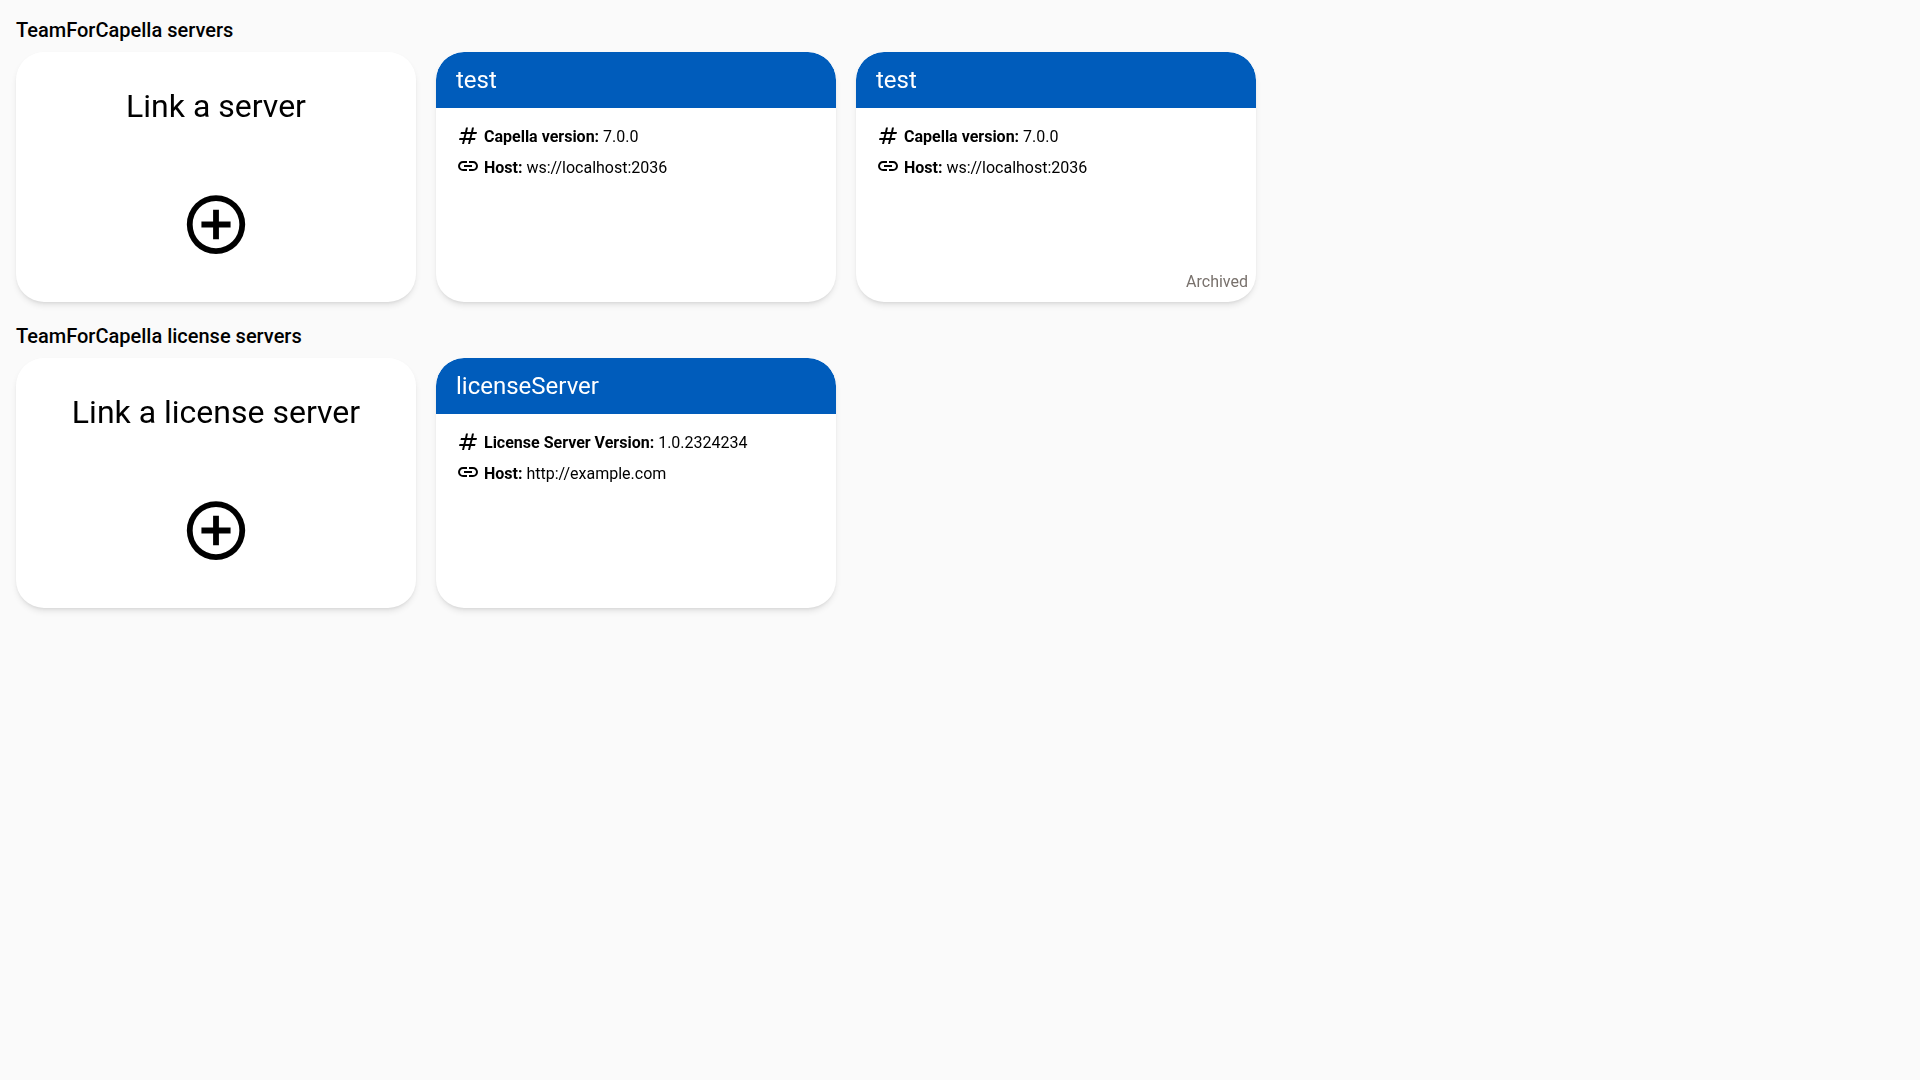 TeamForCapella servers
Link a server
test
Capella version: 7.0.0
Host: ws://localhost:2036
test
Capella version: 7.0.0
Host: ws://localhost:2036
Archived
TeamForCapella license servers
Link a license server
licenseServer
License Server Version: 1.0.2324234
Host: http://example.com